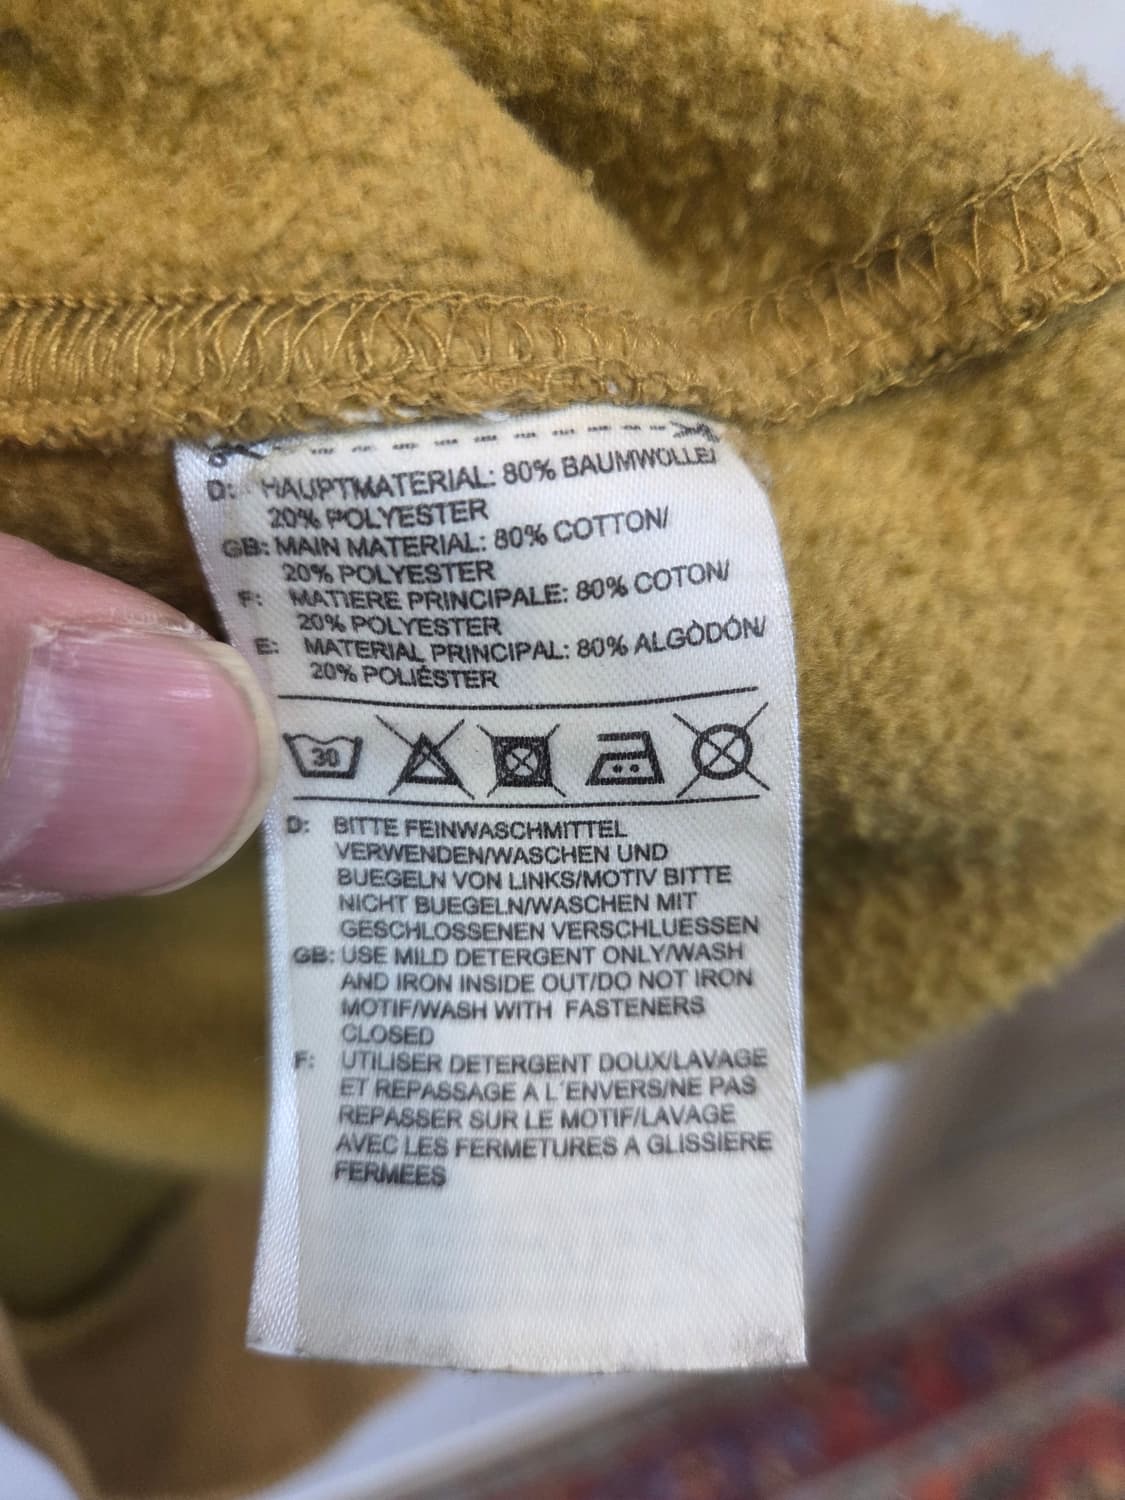 D: HAUPTMATERIAL: 80% BAUMWOLLE/
20% POLYESTER
GB: MAIN MATERIAL: 80% COTTON/
20% POLYESTER
F: MATIERE PRINCIPALE: 80% COTON/
20% POLYESTER
E: MATERIAL PRINCIPAL: 80% ALGÒDÓN/
20% POLIÉSTER
30
D: BITTE FEINWASCHMITTEL
VERWENDEN/WASCHEN UND
BUEGELN VON LINKS/MOTIV BITTE
NICHT BUEGELN/WASCHEN MIT
GESCHLOSSENEN VERSCHLUESSEN
GB: USE MILD DETERGENT ONLY/WASH
AND IRON INSIDE OUT/DO NOT IRON
MOTIF/WASH WITH FASTENERS
CLOSED
F: UTILISER DETERGENT DOUX/LAVAGE
ET REPASSAGE A L´ENVERS/NE PAS
REPASSER SUR LE MOTIF/LAVAGE
AVEC LES FERMETURES A GLISSIERE
FERMEES